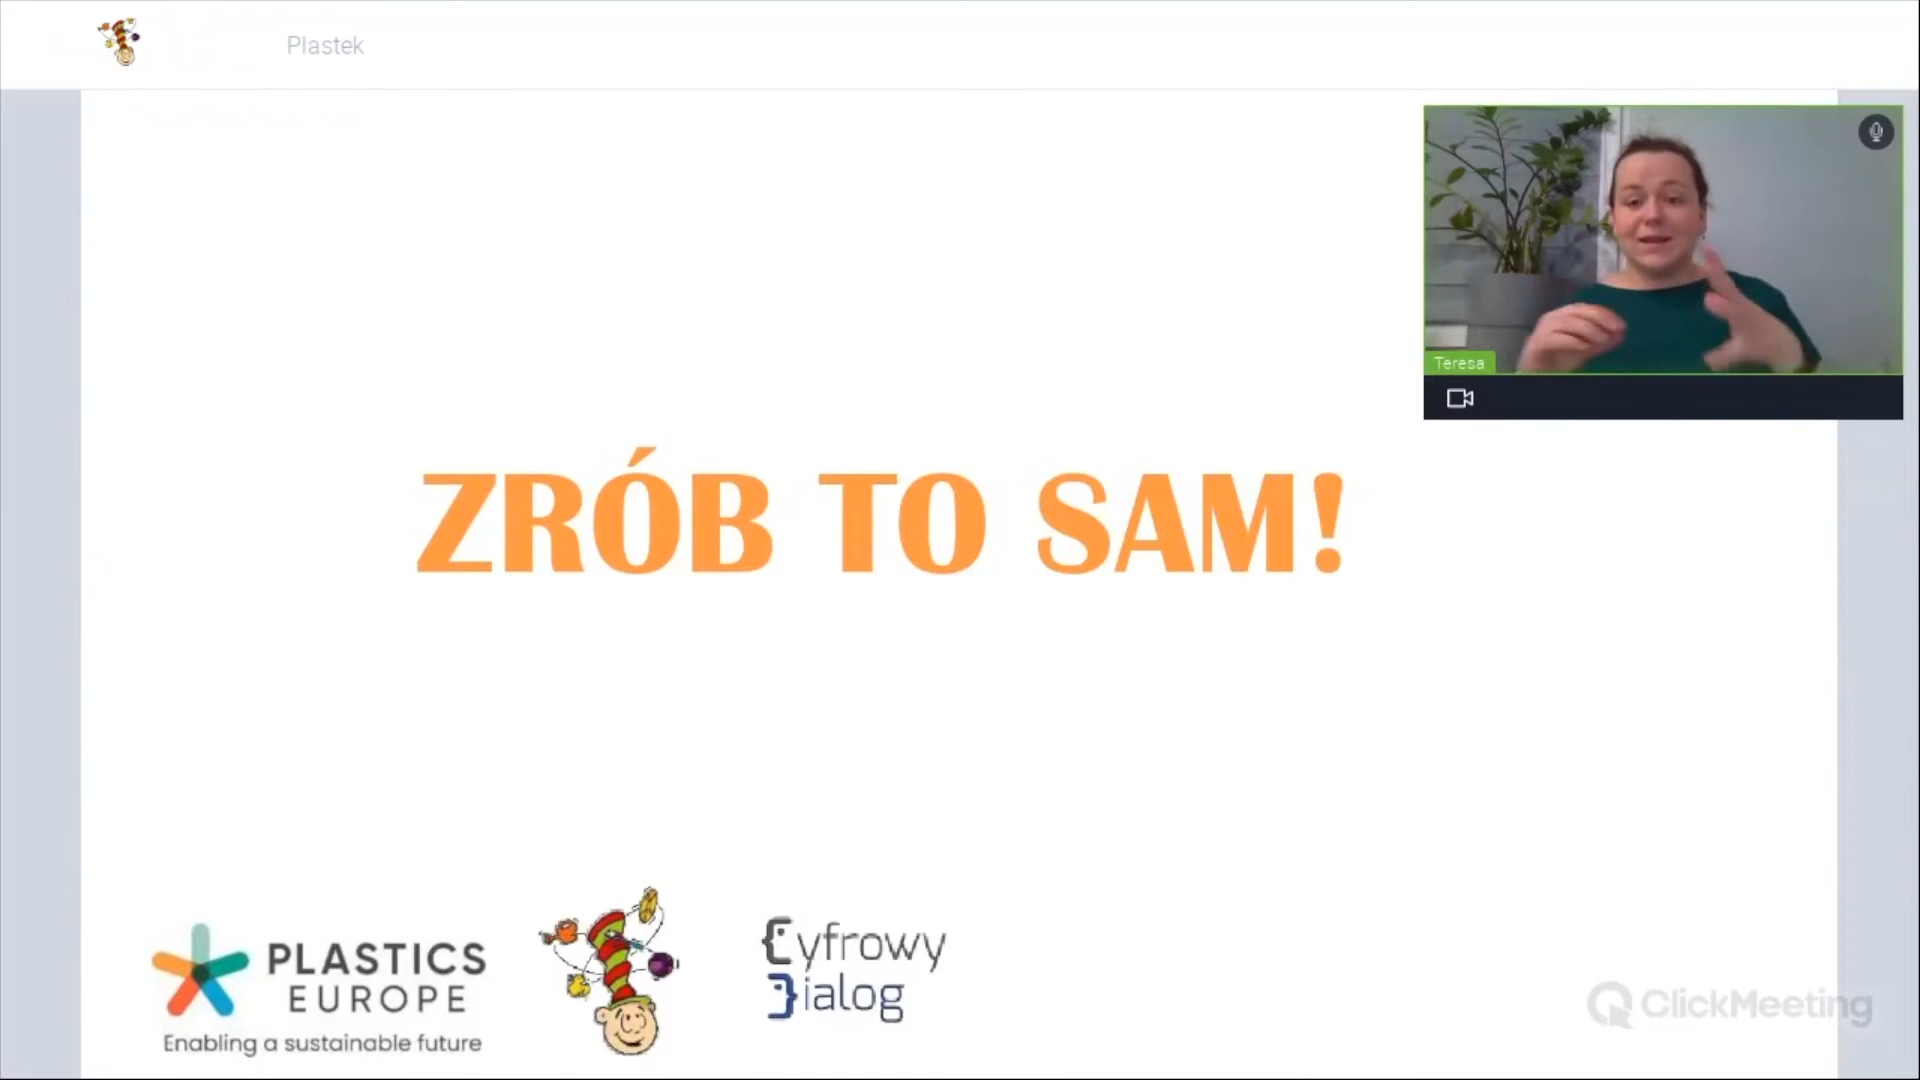 Plastek
Teresa
ZRÓB TO SAM!
PLASTICS
EUROPE
Enabling a sustainable future
Cyfrowy
Dialog
ClickMeeting